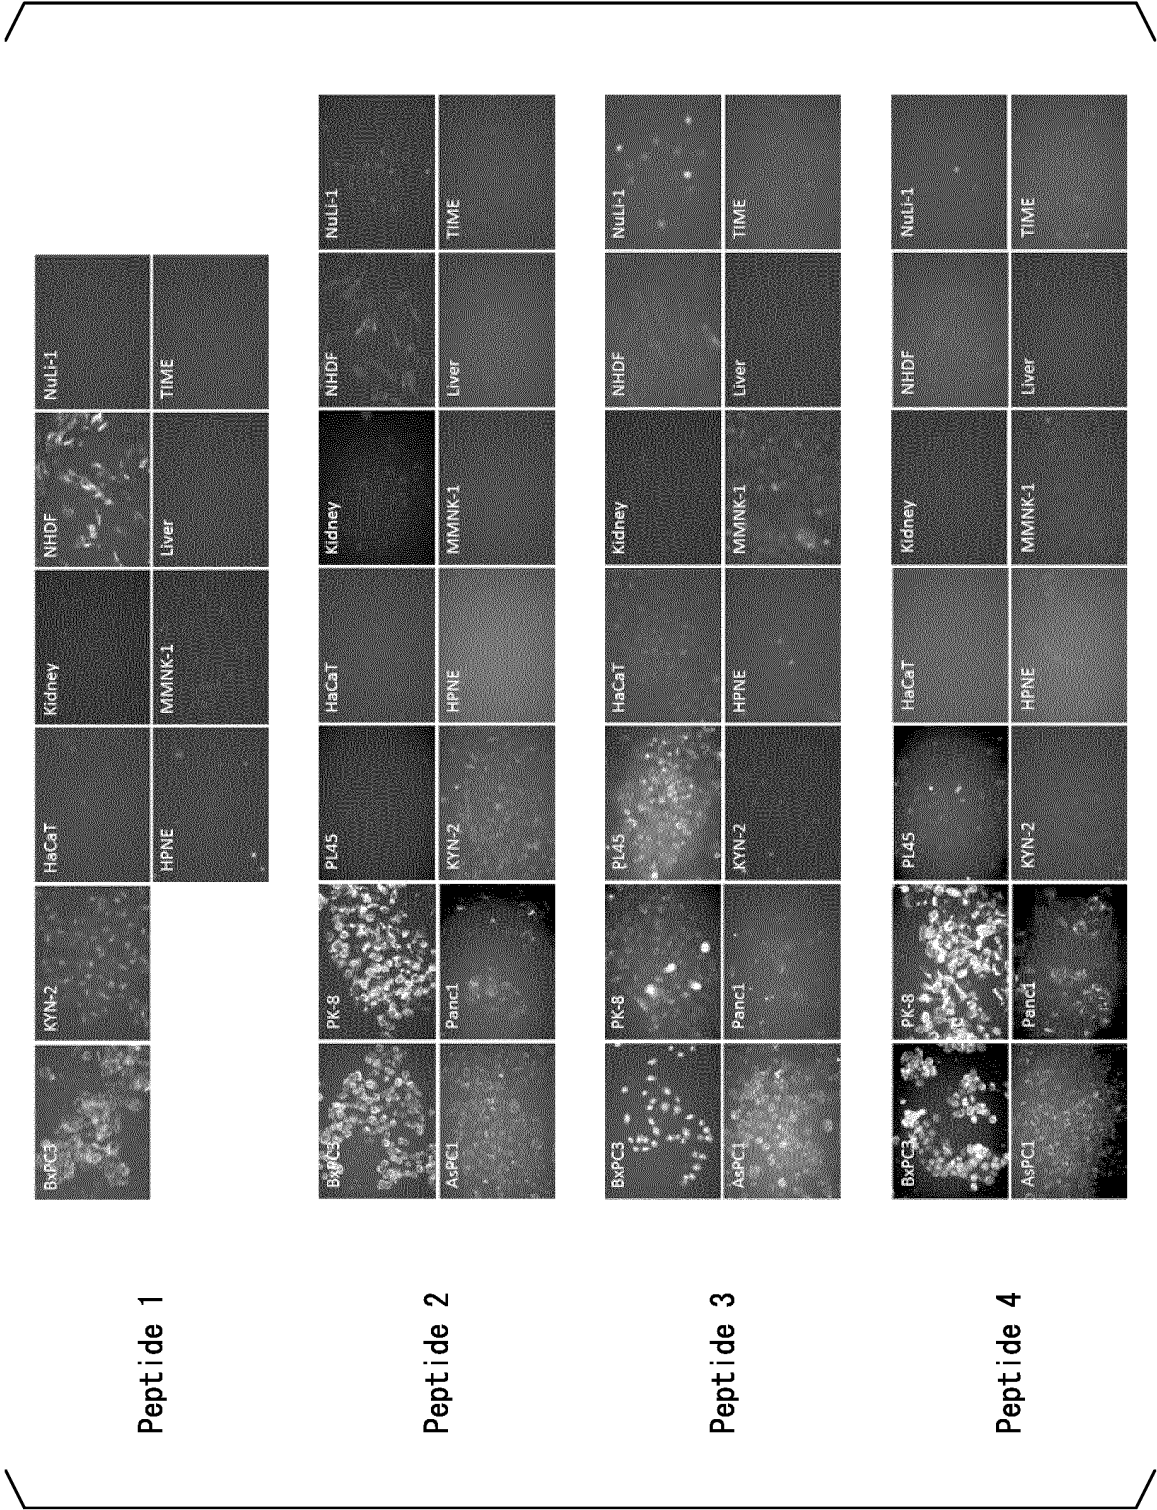 Peptide 1
BxPC3
KYN-2
HaCaT
Kidney
NHDF
NuLi-1
HPNE
MMNK-1
Liver
TIME
Peptide 2
BxPC3
PK-8
PL45
HaCaT
Kidney
NHDF
NuLi-1
AsPC1
Panc1
KYN-2
HPNE
MMNK-1
Liver
TIME
Peptide 3
BxPC3
PK-8
PL45
HaCaT
Kidney
NHDF
NuLi-1
AsPC1
Panc1
KYN-2
HPNE
MMNK-1
Liver
TIME
Peptide 4
BxPC3
PK-8
PL45
HaCaT
Kidney
NHDF
NuLi-1
AsPC1
Panc1
KYN-2
HPNE
MMNK-1
Liver
TIME